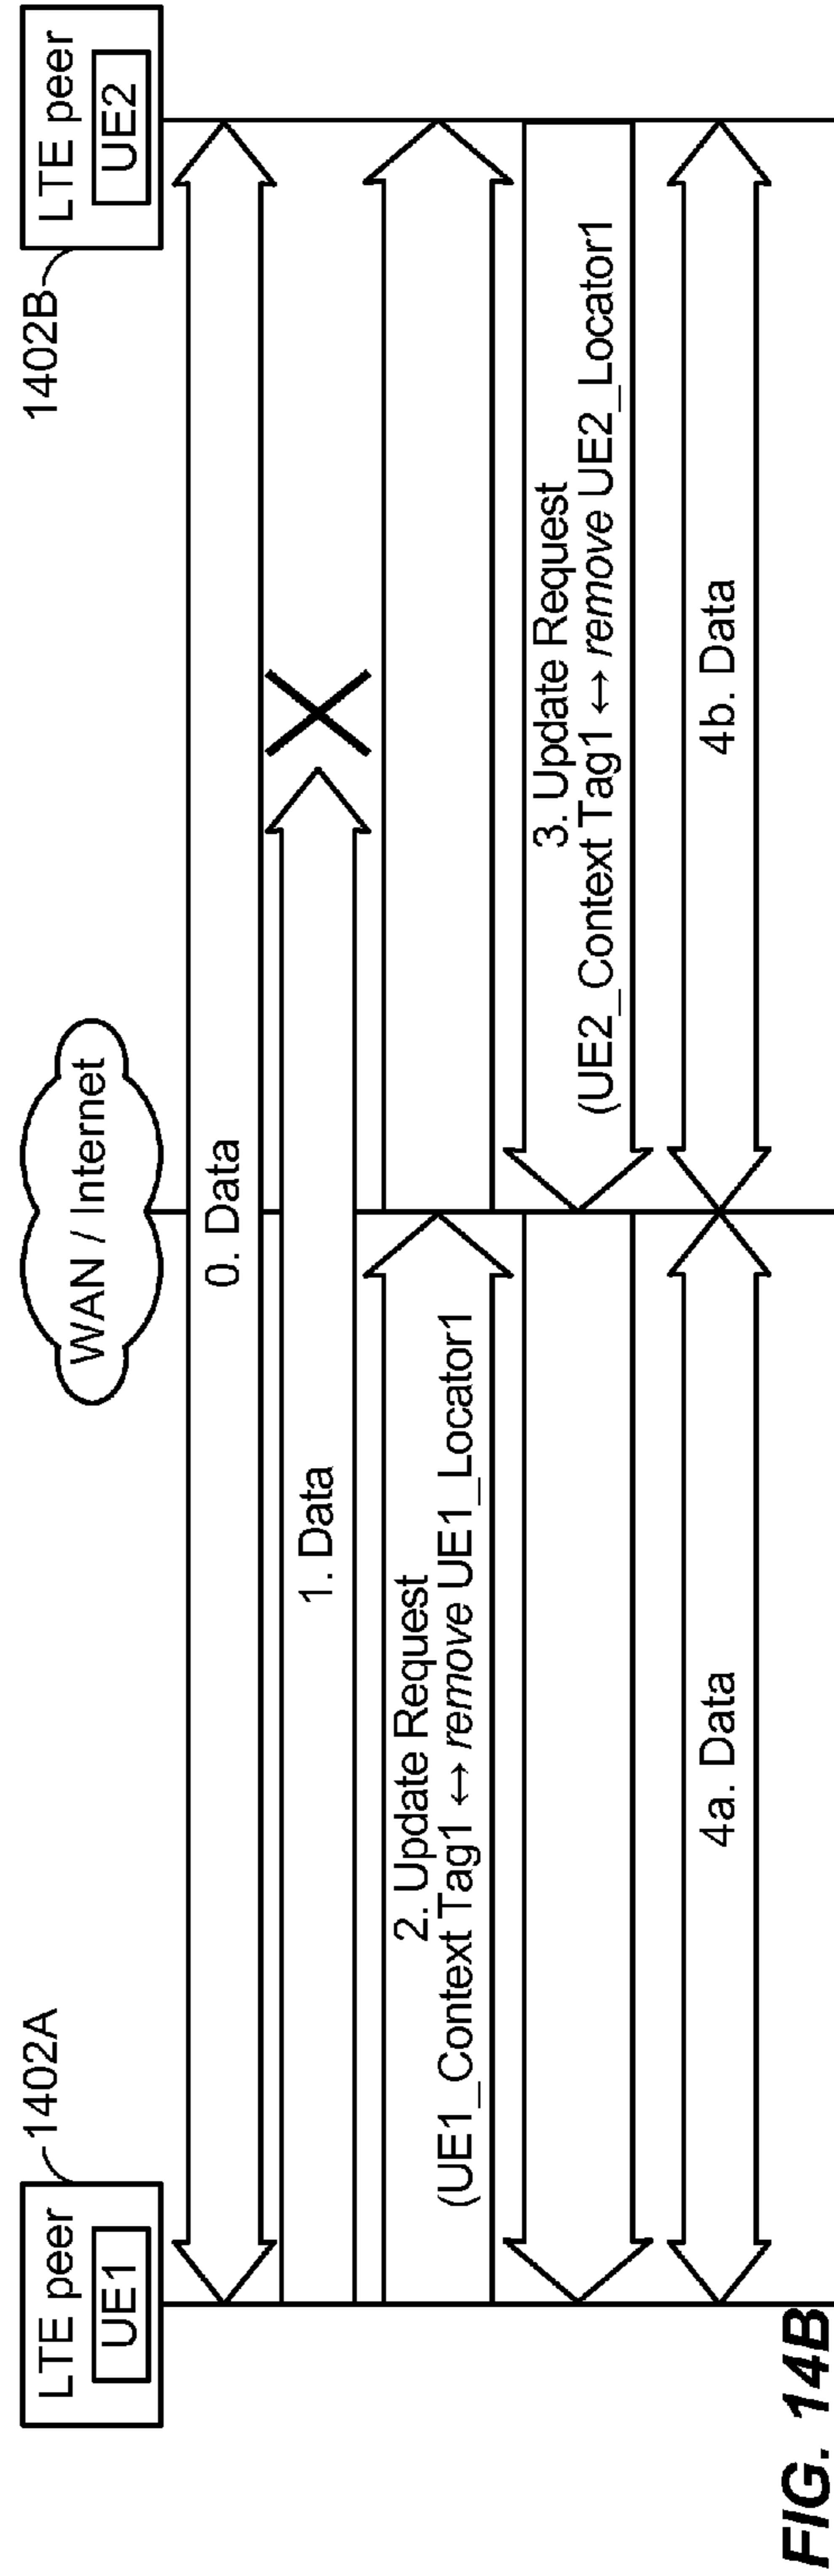 LTE peer
UE1
1402A
WAN / Internet
1402B
LTE peer
UE2
0. Data
1. Data
2. Update Request
(UE1_Context Tag1 ↔ remove UE1_Locator1
3. Update Request
(UE2_Context Tag1 ↔ remove UE2_Locator1
4a. Data
4b. Data
FIG. 14B